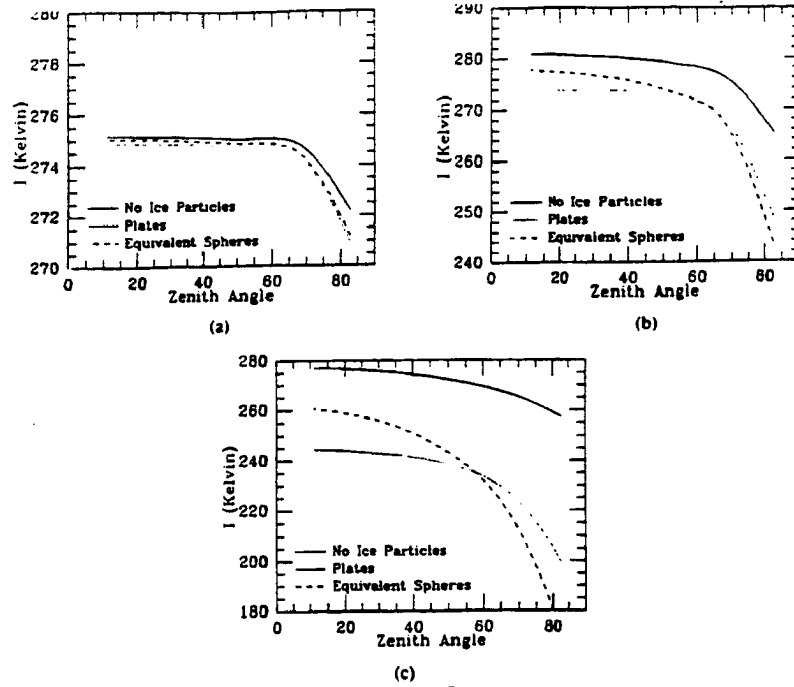 280
278
276
274
272
270
I (Kelvin)
No Ice Particles
Plates
Equivalent Spheres
0 20 40 60 80
Zenith Angle
(a)
290
280
270
260
250
240
I (Kelvin)
No Ice Particles
Plates
Equivalent Spheres
0 20 40 60 80
Zenith Angle
(b)
280
260
240
220
200
180
I (Kelvin)
No Ice Particles
Plates
Equivalent Spheres
0 20 40 60 80
Zenith Angle
(c)